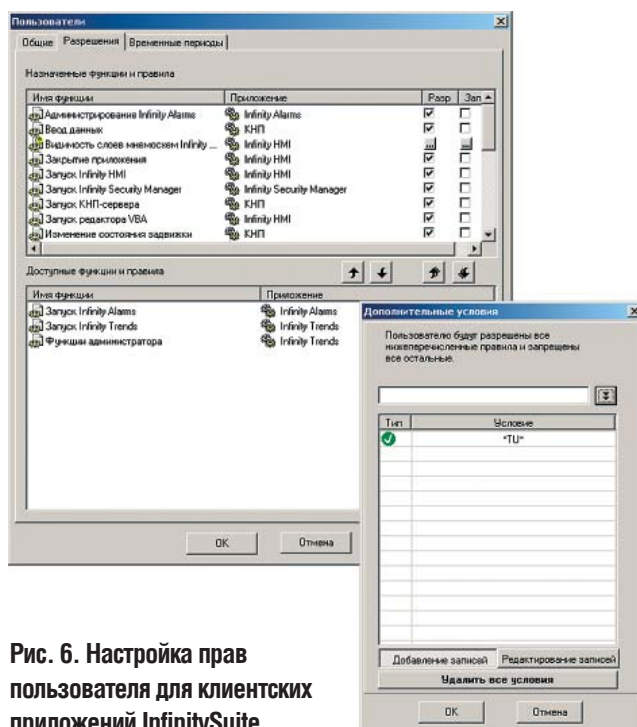 Пользователи
Общие Разрешения Временные периоды
Назначенные функции и правила
Имя функции Приложение Разр Зап
Администрирование Infinity Alarms Infinity Alarms
Ввод данных КНП
Видимость слоев мнемосхем Infinity ... Infinity HMI ... ...
Закрытие приложения Infinity HMI
Запуск Infinity HMI Infinity HMI
Запуск Infinity Security Manager Infinity Security Manager
Запуск КНП-сервера КНП
Запуск редактора VBA Infinity HMI
Изменение состояния задвижки КНП
Доступные функции и правила
Имя функции Приложение
Запуск Infinity Alarms Infinity Alarms
Запуск Infinity Trends Infinity Trends
Функции администратора Infinity Trends
OK Отмена
Дополнительные условия
Пользователю будут разрешены все
нижеперечисленные правила и запрещены
все остальные.
Тип Условие
*TU*
Добавление записей Редактирование записей
Удалить все условия
OK Отмена
Рис. 6. Настройка прав
пользователя для клиентских
приложений InfinitySuite